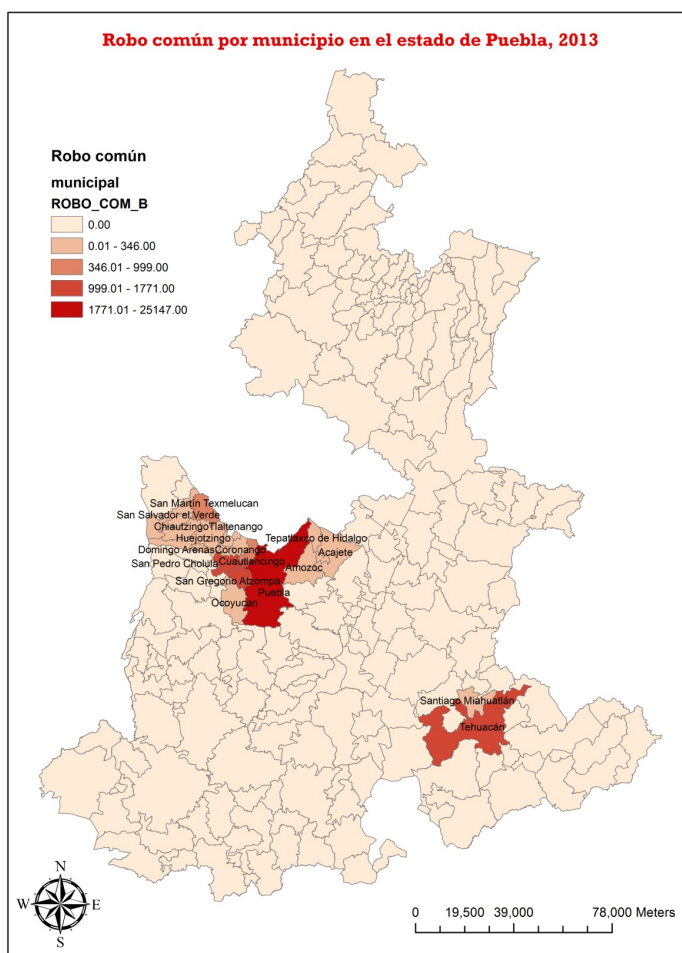 Robo común por municipio en el estado de Puebla, 2013
Robo común
municipal
ROBO_COM_B
0.00
0.01 - 346.00
346.01 - 999.00
999.01 - 1771.00
1771.01 - 25147.00
San Martín Texmelucan
San Salvador el Verde
Chiautzingo
Tlaltenango
Huejotzingo
Tepatlaxco de Hidalgo
Domingo Arenas
Coronango
Acajete
San Pedro Cholula
Cuautlancingo
Amozoc
San Gregorio Atzompa
Puebla
Ocoyucan
Santiago Miahuatlán
Tehuacán
N
W
E
S
0 19,500 39,000 78,000 Meters